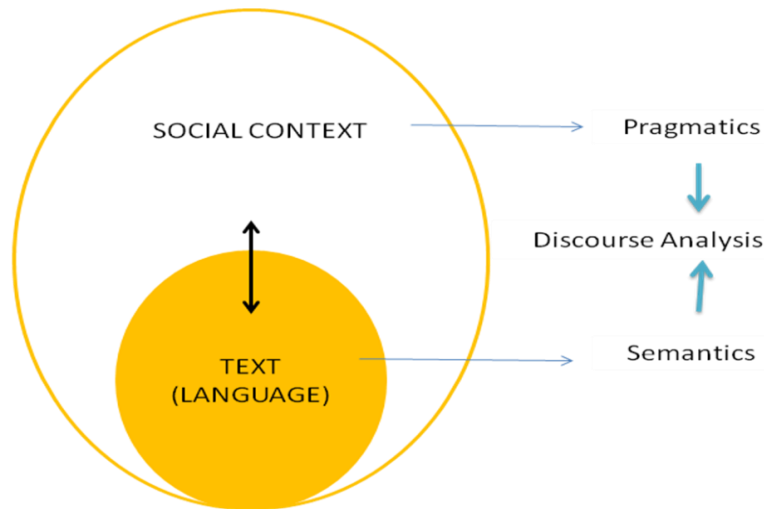 SOCIAL CONTEXT
Pragmatics
Discourse Analysis
TEXT
(LANGUAGE)
Semantics